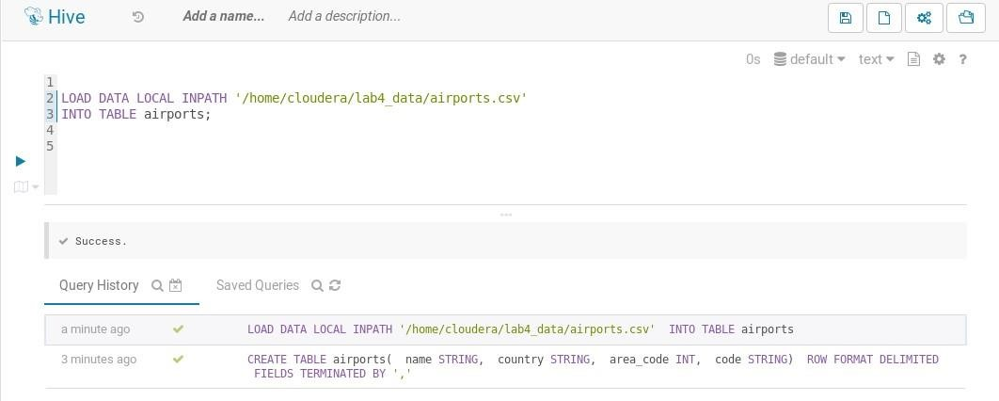 Hive Add a name... Add a description...
0s default text ?
1
2 LOAD DATA LOCAL INPATH '/home/cloudera/lab4_data/airports.csv'
3 INTO TABLE airports;
4
5
Success.
Query History Saved Queries
a minute ago LOAD DATA LOCAL INPATH '/home/cloudera/lab4_data/airports.csv' INTO TABLE airports
3 minutes ago CREATE TABLE airports( name STRING, country STRING, area_code INT, code STRING) ROW FORMAT DELIMITED
FIELDS TERMINATED BY ','